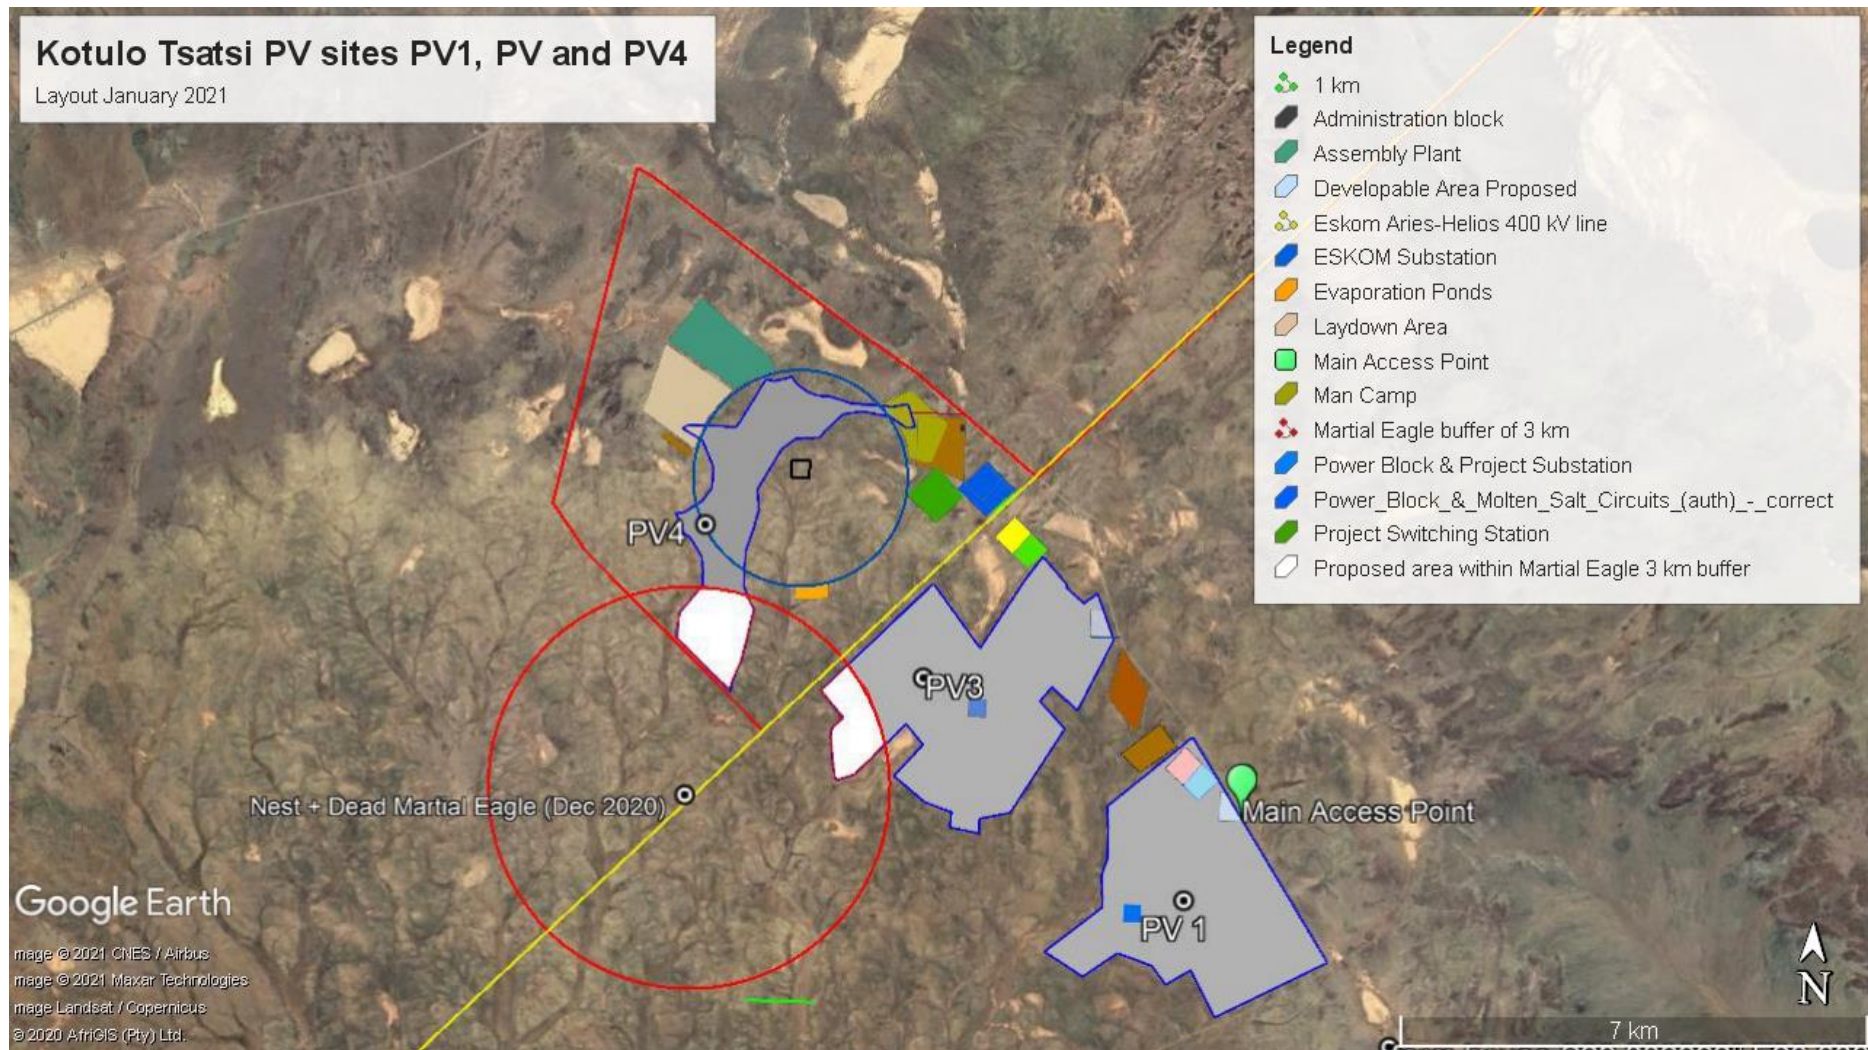 Kotulo Tsatsi PV sites PV1, PV and PV4
Layout January 2021
Legend
1 km
Administration block
Assembly Plant
Developable Area Proposed
Eskom Aries-Helios 400 kV line
ESKOM Substation
Evaporation Ponds
Laydown Area
Main Access Point
Man Camp
Martial Eagle buffer of 3 km
Power Block & Project Substation
Power_Block_&_Molten_Salt_Circuits_(auth)_-_correct
Project Switching Station
Proposed area within Martial Eagle 3 km buffer
PV4
PV3
Nest + Dead Martial Eagle (Dec 2020)
Main Access Point
PV 1
Google Earth
mage © 2021 CNES / Airbus
mage © 2021 Maxar Technologies
mage Landsat / Copernicus
© 2020 AfriGIS (Pty) Ltd.
N
7 km